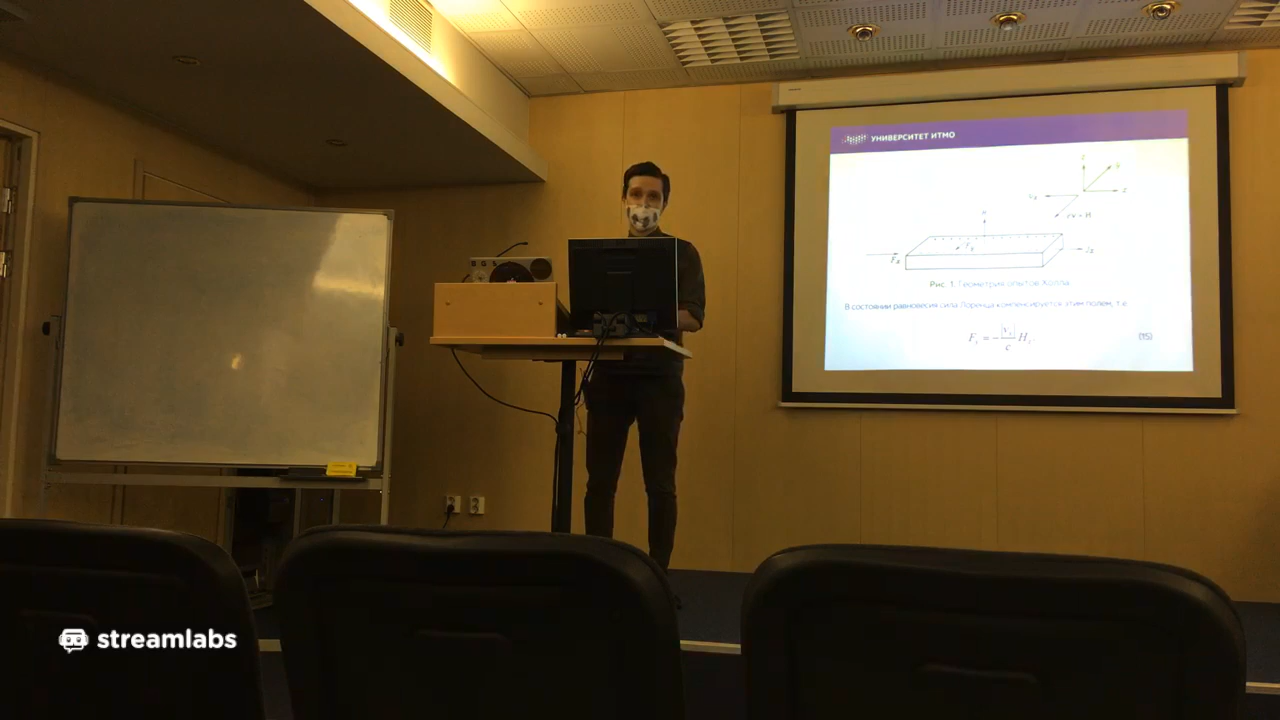 УНИВЕРСИТЕТ ИТМО
z
Рис. 1. Геометрия опытов Холла
В состоянии равновесия сила Лоренца компенсируется этим полем, т.е.
(15)
streamlabs